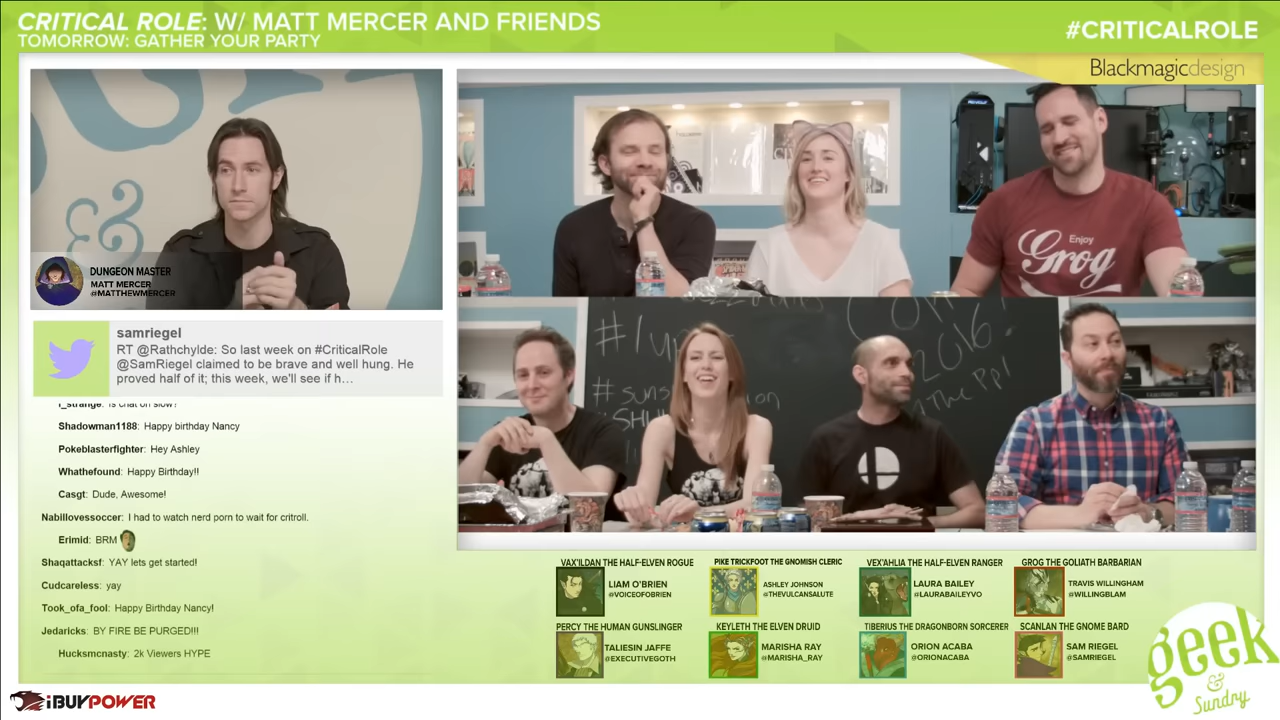 CRITICAL ROLE: W/ MATT MERCER AND FRIENDS
TOMORROW: GATHER YOUR PARTY
#CRITICALROLE
Blackmagicdesign
DUNGEON MASTER
MATT MERCER
@MATTHEWMERCER
Enjoy
Grog
samriegel
RT @Rathchylde: So last week on #CriticalRole
@SamRiegel claimed to be brave and well hung. He
proved half of it; this week, we'll see if h...
i_strange: Is chat on slow?
Shadowman1188: Happy birthday Nancy
Pokeblasterfighter: Hey Ashley
Whathefound: Happy Birthday!!
Casgt: Dude, Awesome!
Nabillovessoccer: I had to watch nerd porn to wait for critroll.
Erimid: BRM
Shaqattacksf: YAY lets get started!
Cudcareless: yay
Took_ofa_fool: Happy Birthday Nancy!
Jedaricks: BY FIRE BE PURGED!!!
Hucksmcnasty: 2k Viewers HYPE
2016
VAX'ILDAN THE HALF-ELVEN ROGUE
LIAM O'BRIEN
@VOICEOFOBRIEN
PIKE TRICKFOOT THE GNOMISH CLERIC
ASHLEY JOHNSON
@THEVULCANSALUTE
VEX'AHLIA THE HALF-ELVEN RANGER
LAURA BAILEY
@LAURABAILEYVO
GROG THE GOLIATH BARBARIAN
TRAVIS WILLINGHAM
@WILLINGBLAM
PERCY THE HUMAN GUNSLINGER
TALIESIN JAFFE
@EXECUTIVEGOTH
KEYLETH THE ELVEN DRUID
MARISHA RAY
@MARISHA_RAY
TIBERIUS THE DRAGONBORN SORCERER
ORION ACABA
@ORIONACABA
SCANLAN THE GNOME BARD
SAM RIEGEL
@SAMRIEGEL
geek
&
Sundry
iBUYPOWER